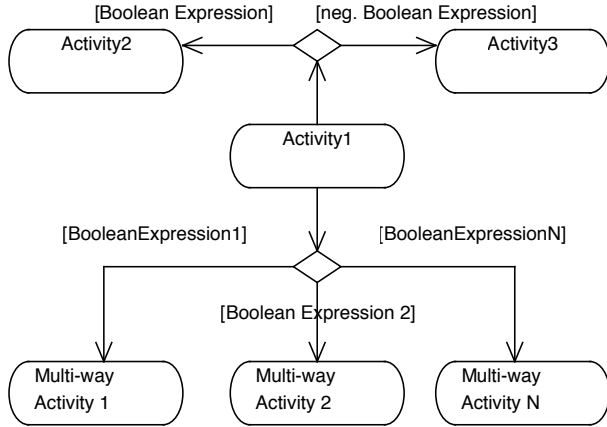 [Boolean Expression] [neg. Boolean Expression]
Activity2
Activity3
Activity1
[BooleanExpression1]
[BooleanExpressionN]
[Boolean Expression 2]
Multi-way
Activity 1
Multi-way
Activity 2
Multi-way
Activity N